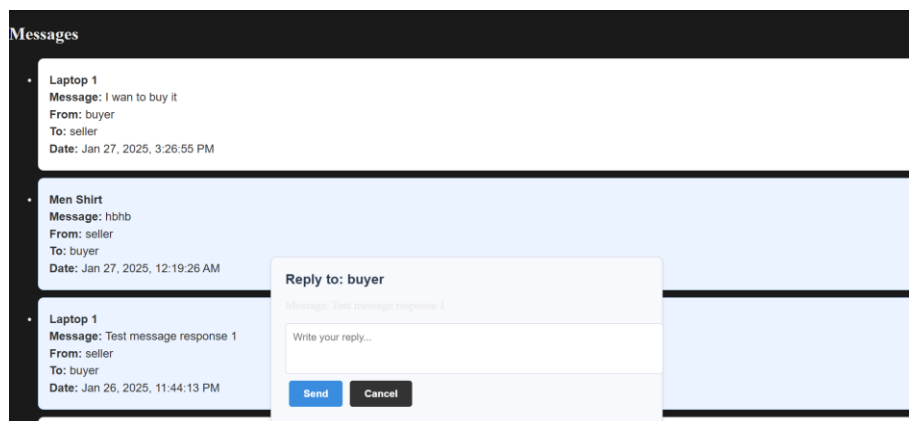 Messages
Laptop 1
Message: I wan to buy it
From: buyer
To: seller
Date: Jan 27, 2025, 3:26:55 PM
Men Shirt
Message: hbhb
From: seller
To: buyer
Date: Jan 27, 2025, 12:19:26 AM
Laptop 1
Message: Test message response 1
From: seller
To: buyer
Date: Jan 26, 2025, 11:44:13 PM
Reply to: buyer
Message: Test message response 1
Write your reply...
Send
Cancel